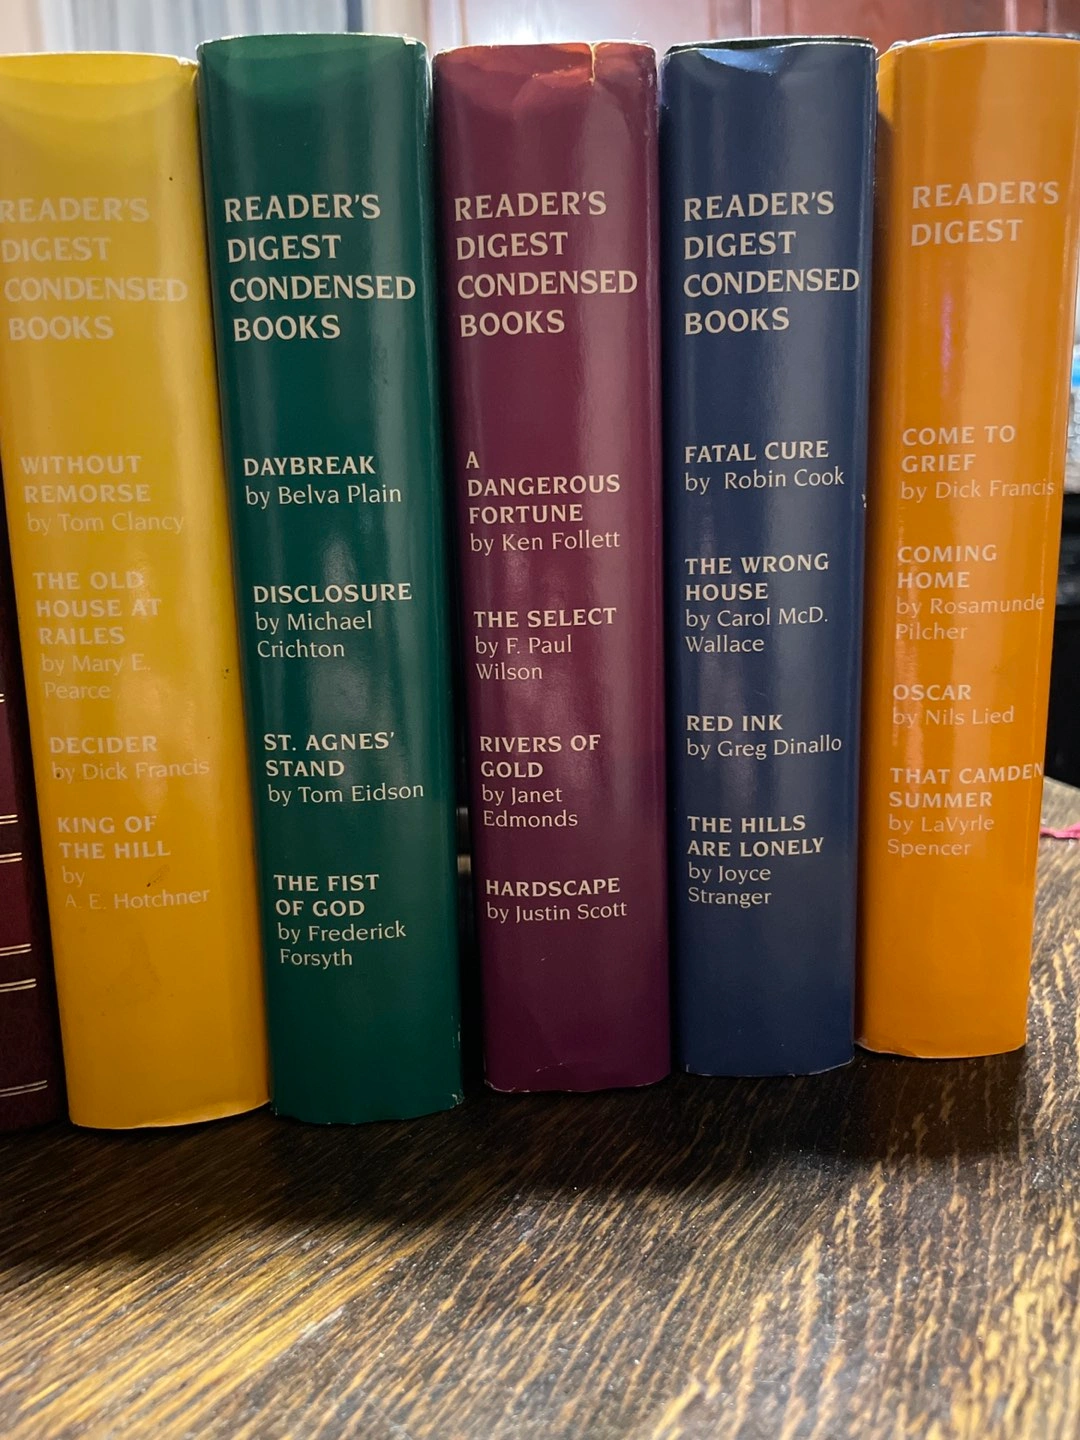 READER'S
DIGEST
CONDENSED
BOOKS
WITHOUT
REMORSE
by Tom Clancy
THE OLD
HOUSE AT
RAILES
by Mary E.
Pearce
DECIDER
by Dick Francis
KING OF
THE HILL
by
A. E. Hotchner
READER'S
DIGEST
CONDENSED
BOOKS
DAYBREAK
by Belva Plain
DISCLOSURE
by Michael
Crichton
ST. AGNES'
STAND
by Tom Eidson
THE FIST
OF GOD
by Frederick
Forsyth
READER'S
DIGEST
CONDENSED
BOOKS
A
DANGEROUS
FORTUNE
by Ken Follett
THE SELECT
by F. Paul
Wilson
RIVERS OF
GOLD
by Janet
Edmonds
HARDSCAPE
by Justin Scott
READER'S
DIGEST
CONDENSED
BOOKS
FATAL CURE
by Robin Cook
THE WRONG
HOUSE
by Carol McD.
Wallace
RED INK
by Greg Dinallo
THE HILLS
ARE LONELY
by Joyce
Stranger
READER'S
DIGEST
COME TO
GRIEF
by Dick Francis
COMING
HOME
by Rosamunde
Pilcher
OSCAR
by Nils Lied
THAT CAMDEN
SUMMER
by LaVyrle
Spencer